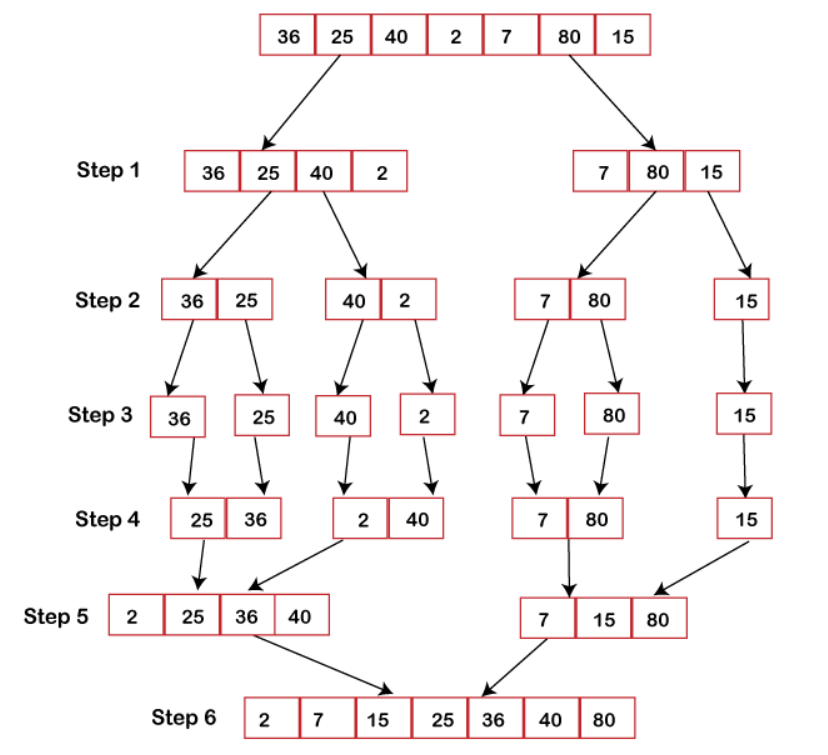 36 25 40 2 7 80 15
Step 1 36 25 40 2 7 80 15
Step 2 36 25 40 2 7 80 15
Step 3 36 25 40 2 7 80 15
Step 4 25 36 2 40 7 80 15
Step 5 2 25 36 40 7 15 80
Step 6 2 7 15 25 36 40 80